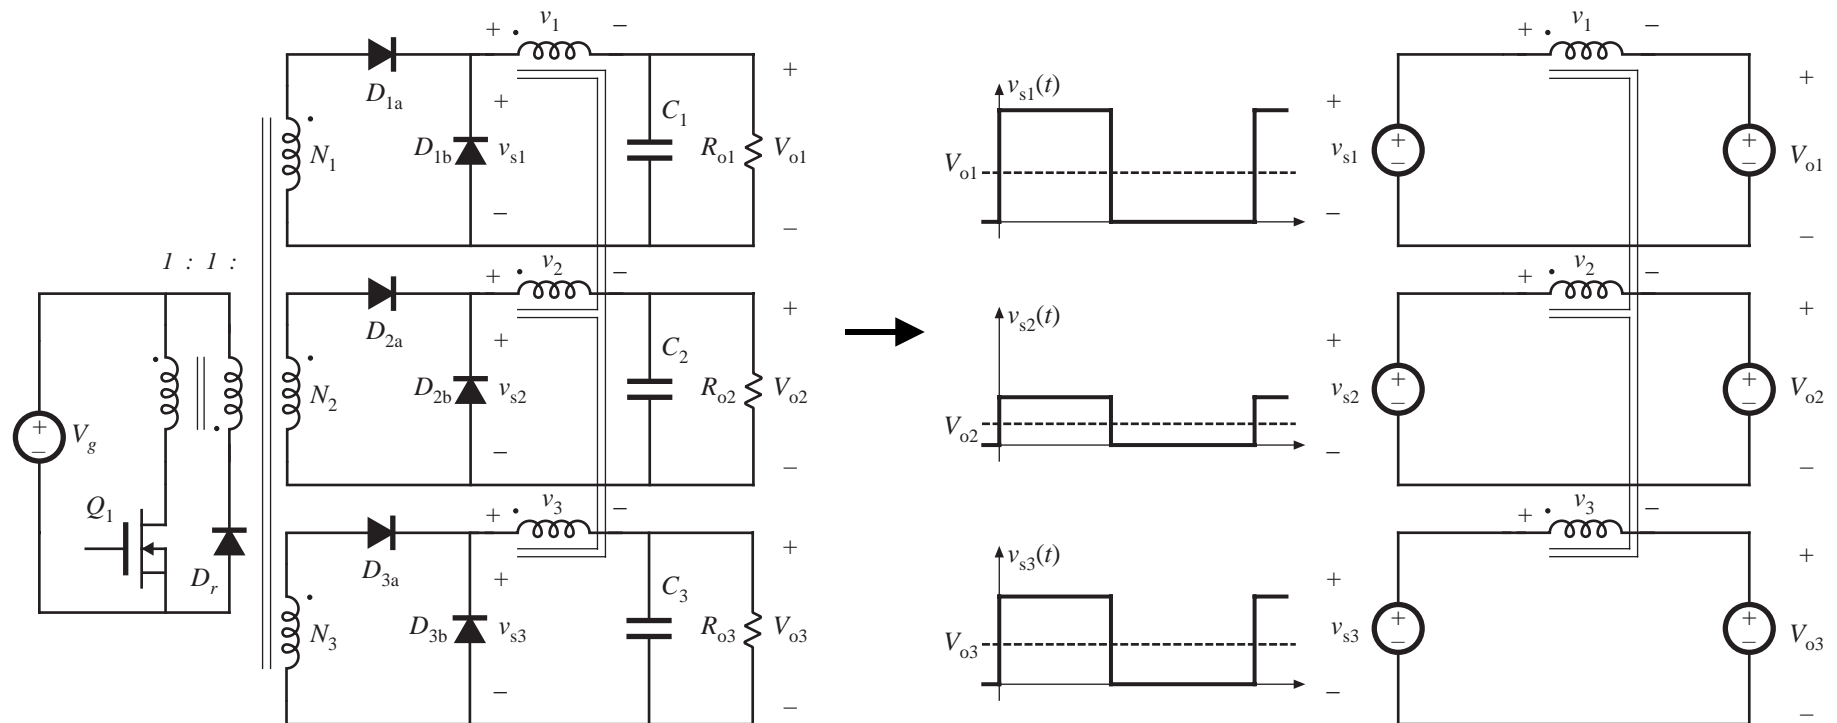 v1
+ −
D1a
+
D1b vs1
−
C1
Ro1
+
Vo1
−
N1
1 : 1 :
v2
+ −
D2a
+
D2b vs2
−
C2
Ro2
+
Vo2
−
N2
+
−
Vg
Q1
Dr
v3
+ −
D3a
+
D3b vs3
−
C3
Ro3
+
Vo3
−
N3
vs1(t)
Vo1
vs2(t)
Vo2
vs3(t)
Vo3
v1
+ −
+
vs1
−
+
−
+
−
+
Vo1
−
v2
+ −
+
vs2
−
+
−
+
−
+
Vo2
−
v3
+ −
+
vs3
−
+
−
+
−
+
Vo3
−